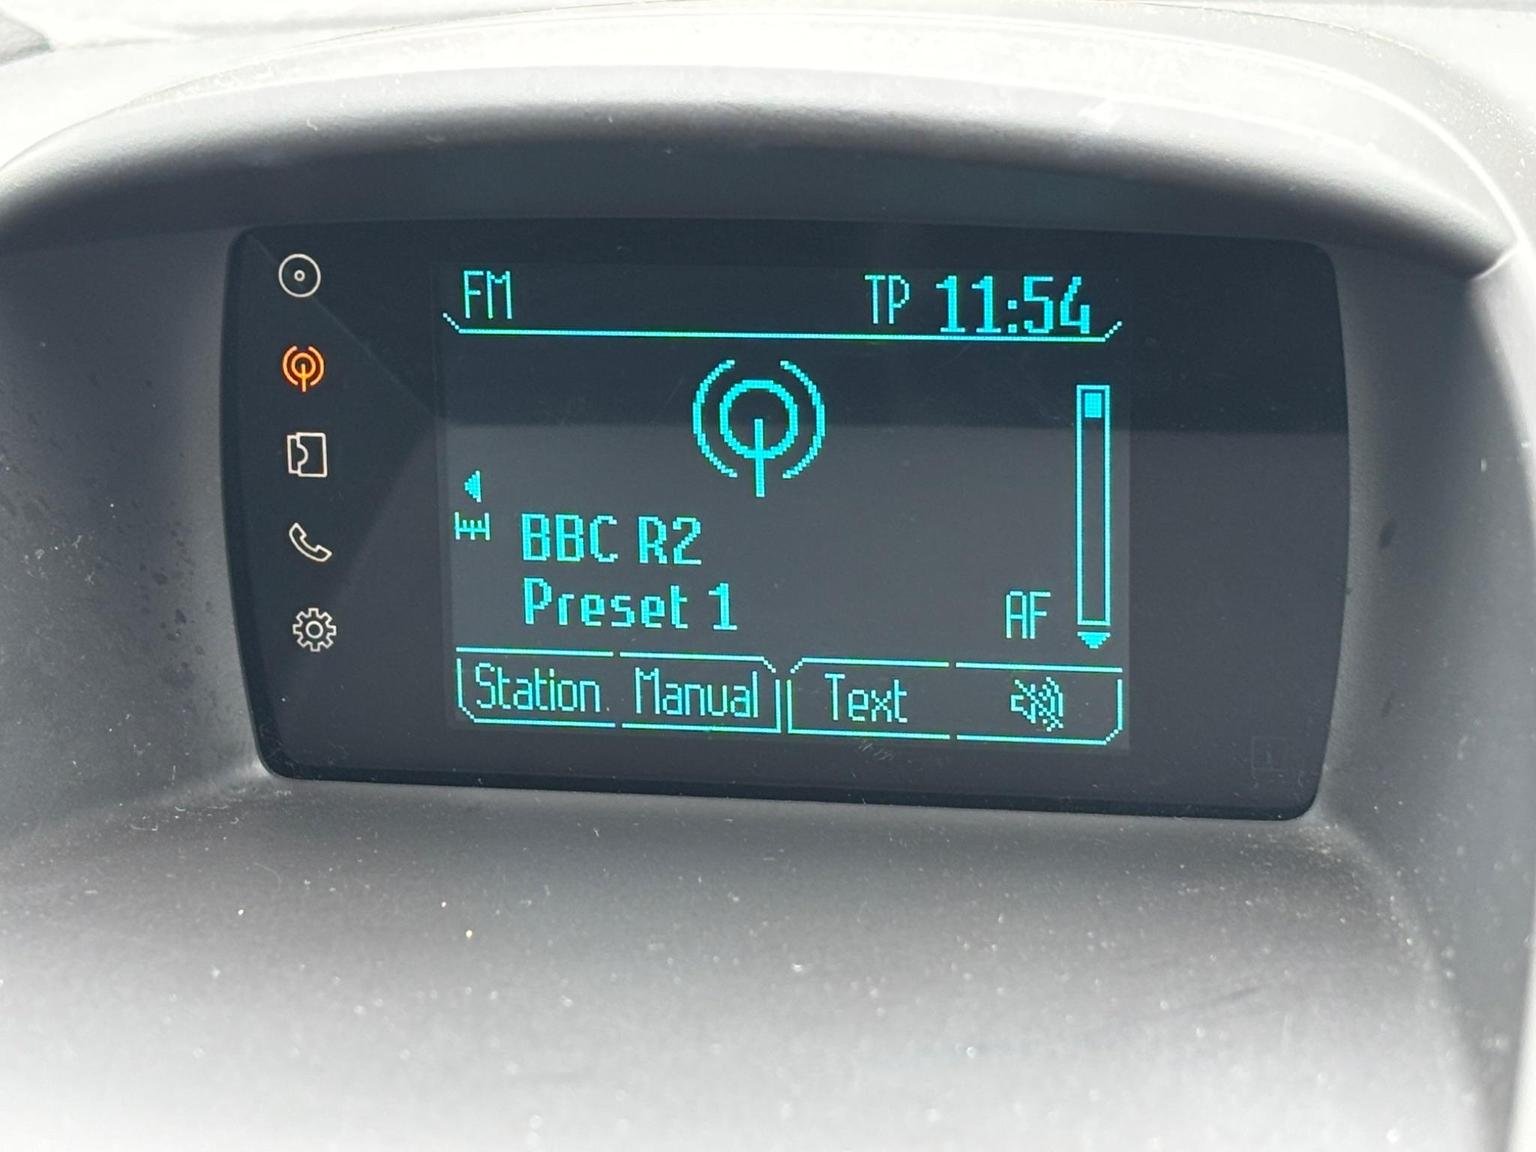 FM TP 11:54
BBC R2
Preset 1
AF
Station Manual Text